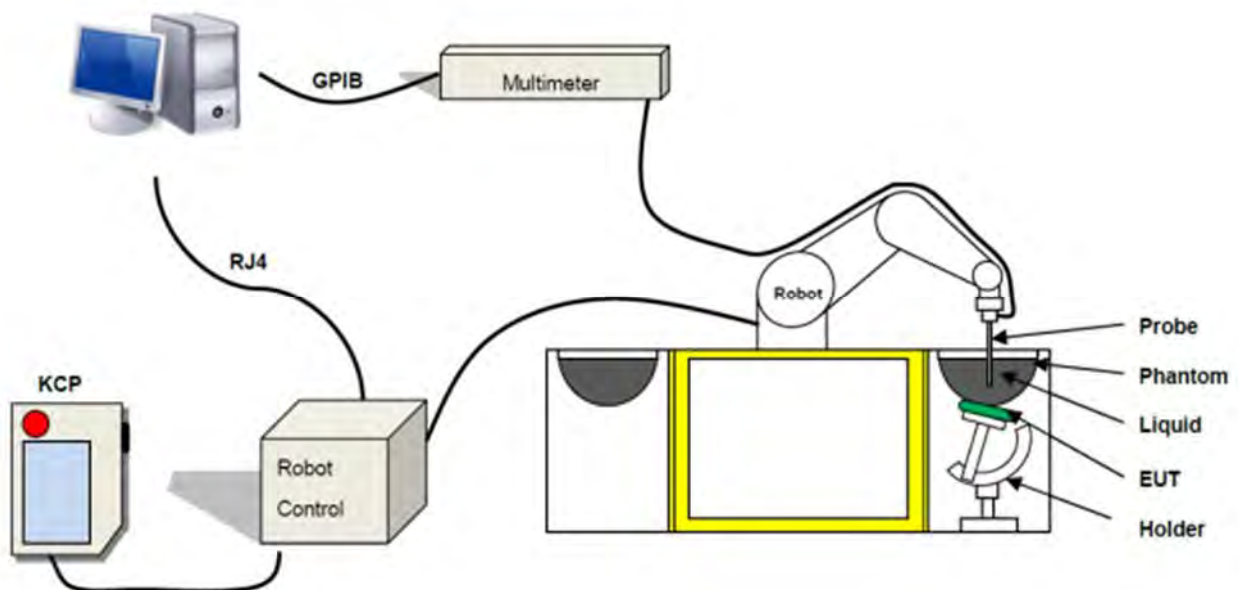 GPIB
Multimeter
RJ4
Robot
Probe
Phantom
KCP
Liquid
Robot
Control
EUT
Holder